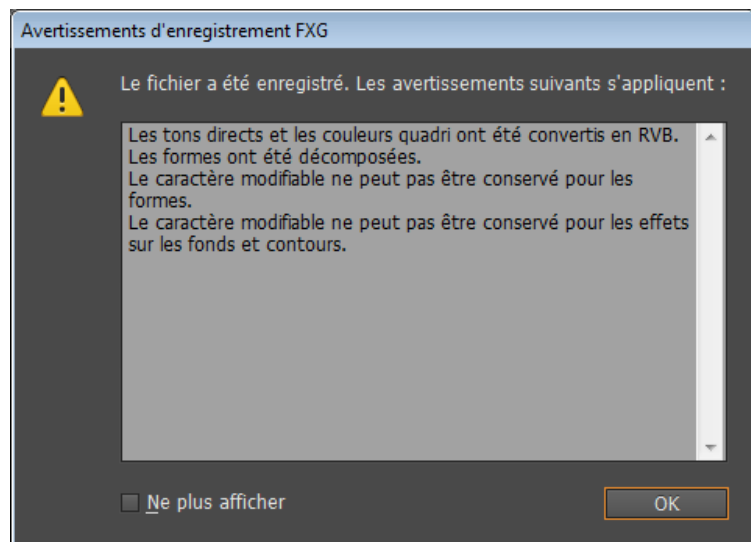 Avertissements d'enregistrement FXG
Le fichier a été enregistré. Les avertissements suivants s'appliquent :
Les tons directs et les couleurs quadri ont été convertis en RVB.
Les formes ont été décomposées.
Le caractère modifiable ne peut pas être conservé pour les
formes.
Le caractère modifiable ne peut pas être conservé pour les effets
sur les fonds et contours.
Ne plus afficher
OK